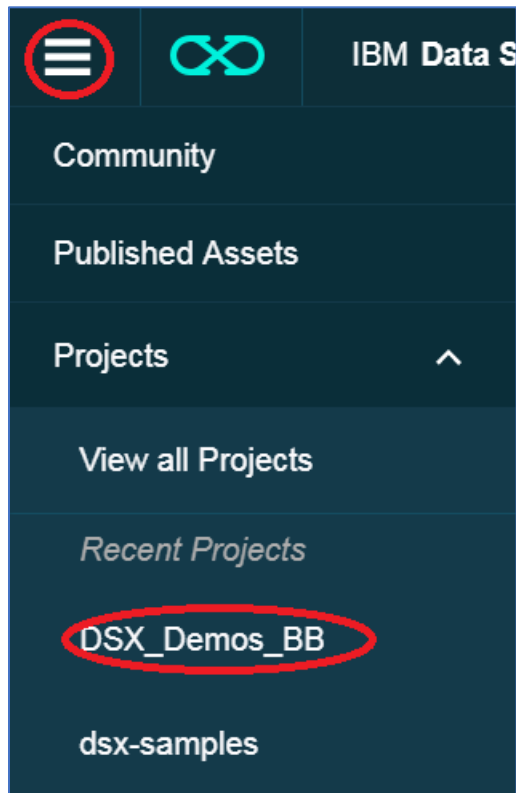 IBM Data S
Community
Published Assets
Projects
View all Projects
Recent Projects
DSX_Demos_BB
dsx-samples